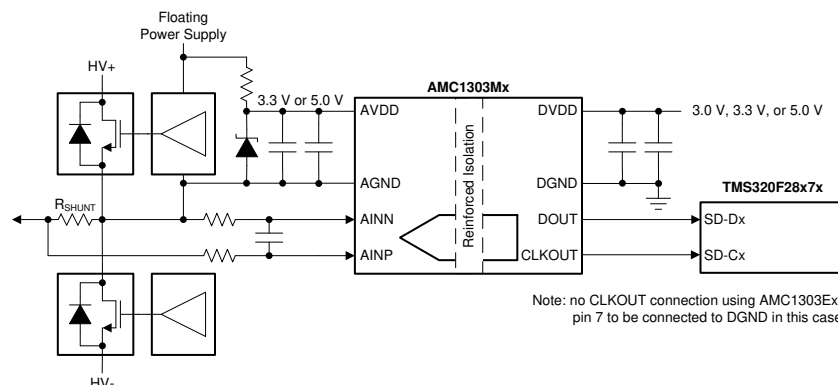 Floating
Power Supply
HV+
AMC1303Mx
3.3 V or 5.0 V
AVDD
DVDD
3.0 V, 3.3 V, or 5.0 V
Reinforced Isolation
TMS320F28x7x
AGND
DGND
RSHUNT
AINN
DOUT
SD-Dx
AINP
CLKOUT
SD-Cx
Note: no CLKOUT connection using AMC1303Ex
pin 7 to be connected to DGND in this case
HV-